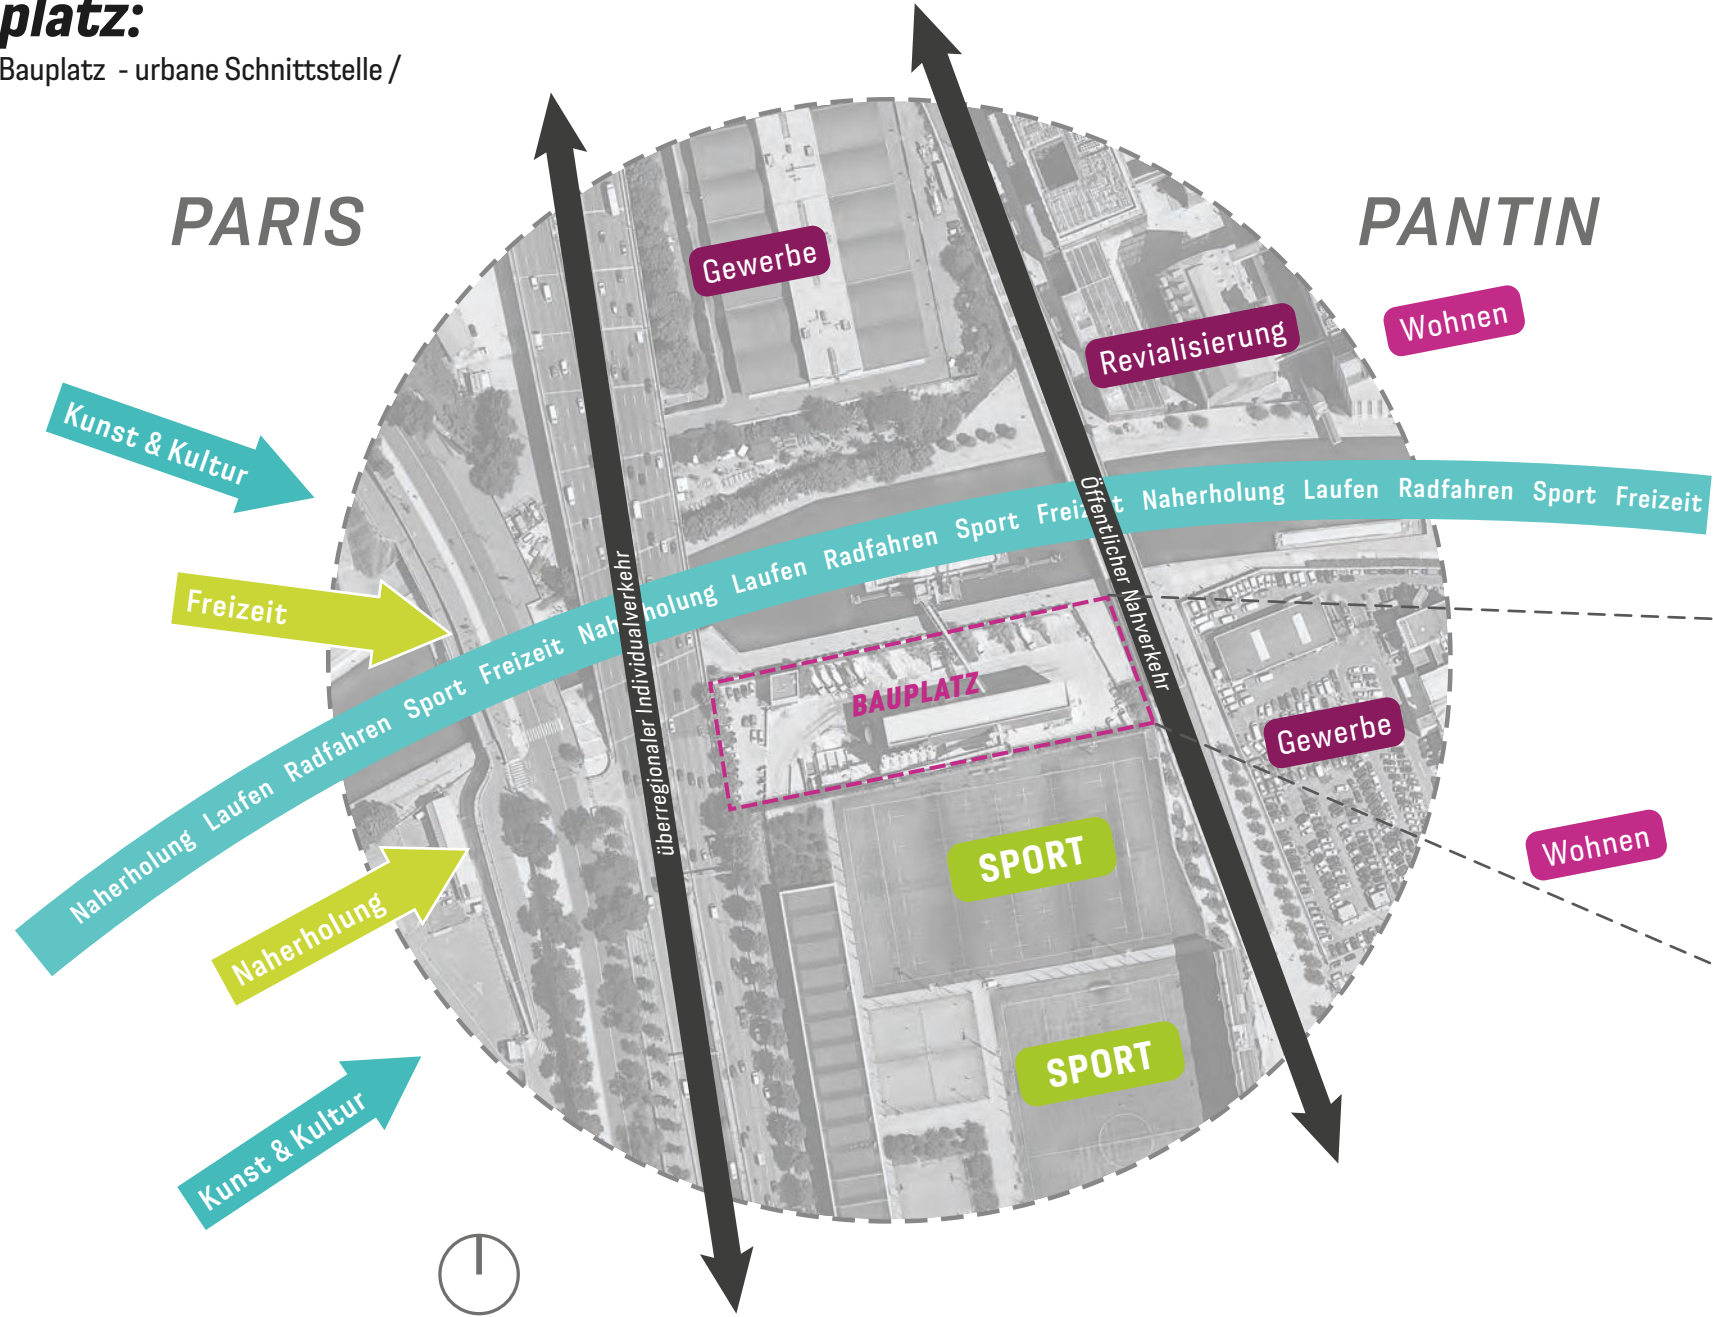 platz:
Bauplatz - urbane Schnittstelle /
PARIS
PANTIN
Gewerbe
Wohnen
Revialisierung
Kunst & Kultur
Freizeit
Naherholung Laufen Radfahren Sport Freizeit Naherholung Laufen Radfahren Sport Freizeit Naherholung Laufen Radfahren Sport Freizeit
überregionaler Individualverkehr
Öffentlicher Nahverkehr
BAUPLATZ
Gewerbe
SPORT
Wohnen
Naherholung
SPORT
Kunst & Kultur